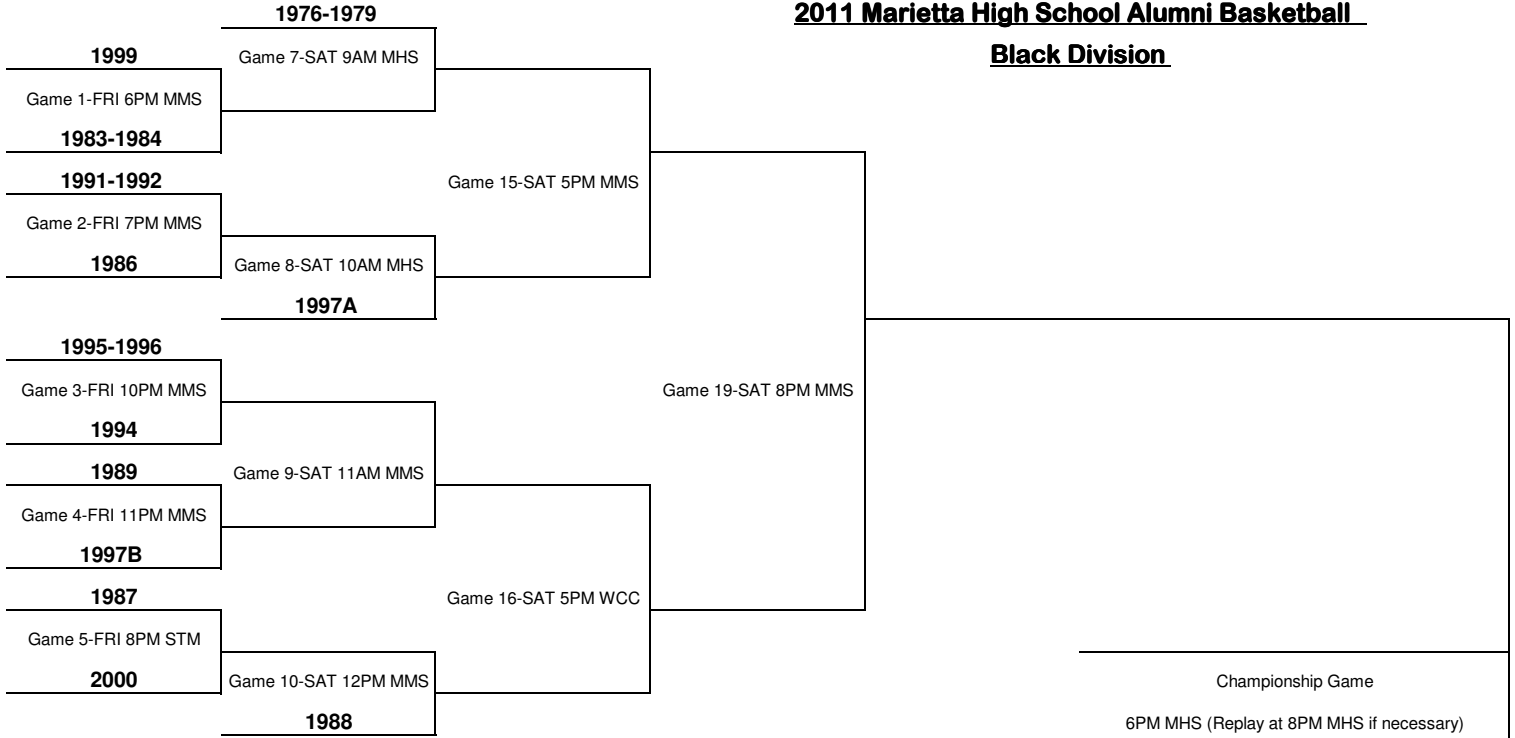 1976-1979
2011 Marietta High School Alumni Basketball
Black Division
1999
Game 7-SAT 9AM MHS
Game 1-FRI 6PM MMS
1983-1984
1991-1992
Game 15-SAT 5PM MMS
Game 2-FRI 7PM MMS
1986
Game 8-SAT 10AM MHS
1997A
1995-1996
Game 3-FRI 10PM MMS
Game 19-SAT 8PM MMS
1994
1989
Game 9-SAT 11AM MMS
Game 4-FRI 11PM MMS
1997B
1987
Game 16-SAT 5PM WCC
Game 5-FRI 8PM STM
2000
Game 10-SAT 12PM MMS
Championship Game
1988
6PM MHS (Replay at 8PM MHS if necessary)